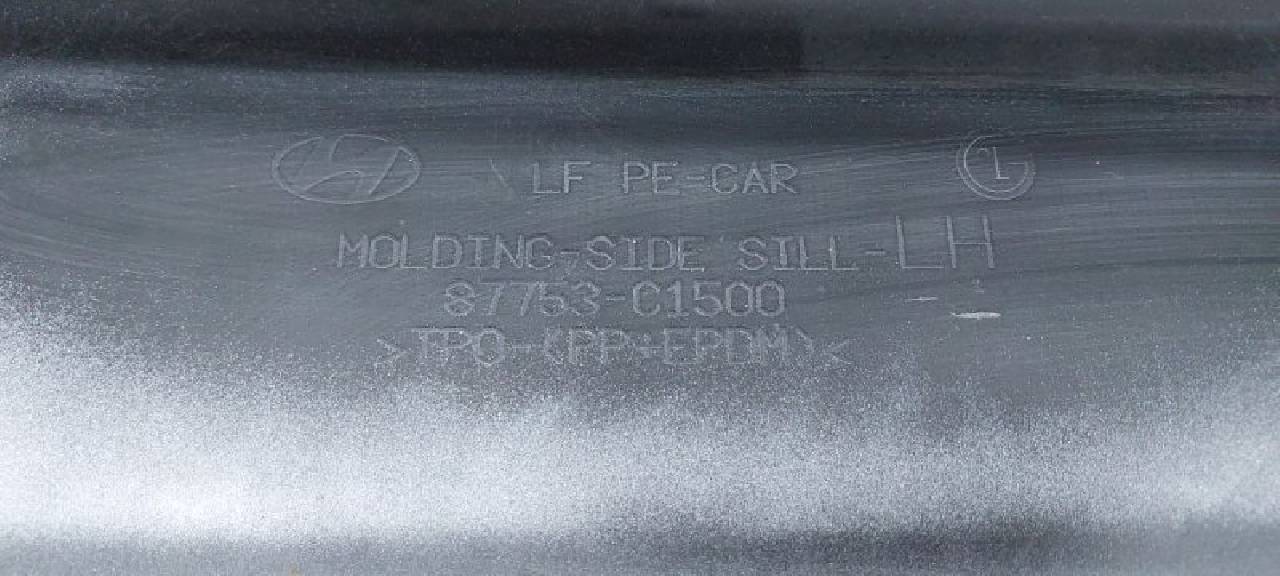 LF PE-CAR
MOLDING-SIDE SILL-LH
87753-C1500
>TPO-(PP+EPDM)<